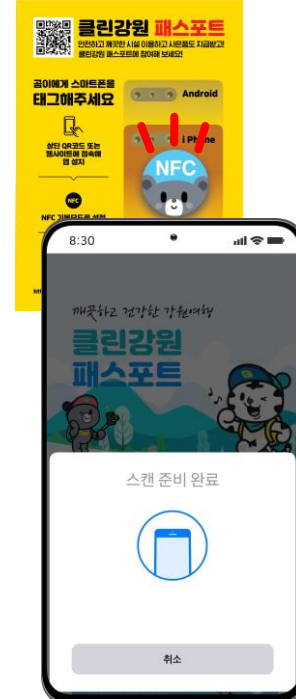 클린강원 패스포트
안전하고 깨끗한 시설 이용하고 사은품도 지급받고!
클린강원 패스포트에 참여해 보세요!
곰이에게 스마트폰을
태그해주세요
Android
i Phone
상단 QR코드 또는
웹사이트에 접속해
앱 설치
NFC
NFC
8:30
깨끗하고 건강한 강원여행
클린강원
패스포트
스캔 준비 완료
취소